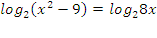 log₂(x² − 9) = log₂8x